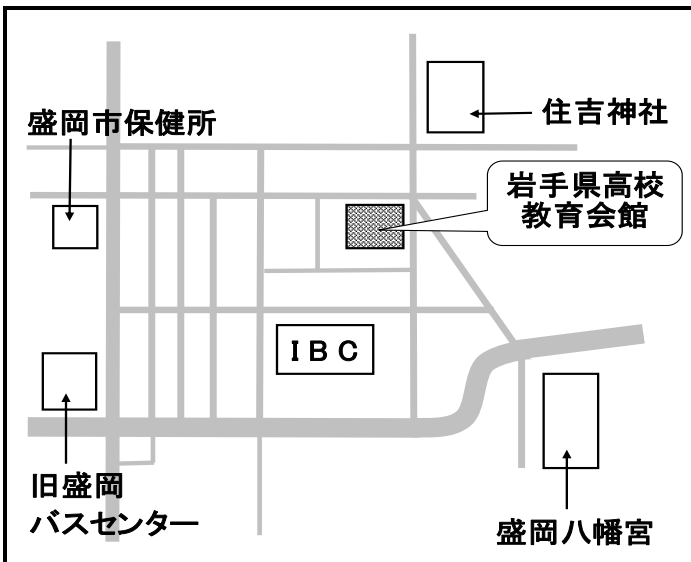 住吉神社
盛岡市保健所
岩手県高校
教育会館
ＩＢＣ
旧盛岡
バスセンター
盛岡八幡宮